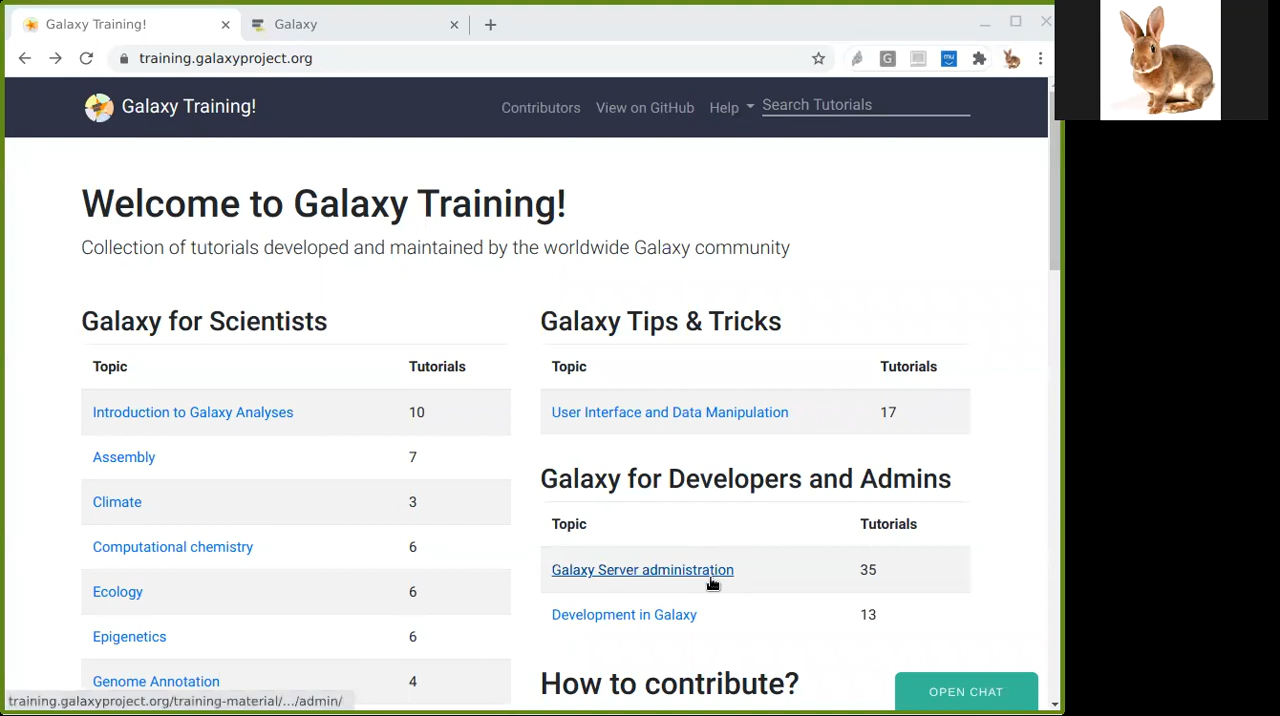 Galaxy Training!
Galaxy
training.galaxyproject.org
Galaxy Training!
Contributors
View on GitHub
Help
Search Tutorials
Welcome to Galaxy Training!
Collection of tutorials developed and maintained by the worldwide Galaxy community
Galaxy for Scientists
Topic Tutorials
Introduction to Galaxy Analyses 10
Assembly 7
Climate 3
Computational chemistry 6
Ecology 6
Epigenetics 6
Genome Annotation 4
Galaxy Tips & Tricks
Topic Tutorials
User Interface and Data Manipulation 17
Galaxy for Developers and Admins
Topic Tutorials
Galaxy Server administration 35
Development in Galaxy 13
How to contribute?
OPEN CHAT
training.galaxyproject.org/training-material/.../admin/